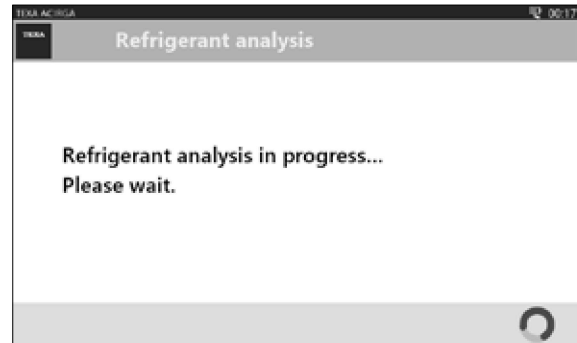 TEXA ACIRGA
00:17
TEXA
Refrigerant analysis
Refrigerant analysis in progress...
Please wait.